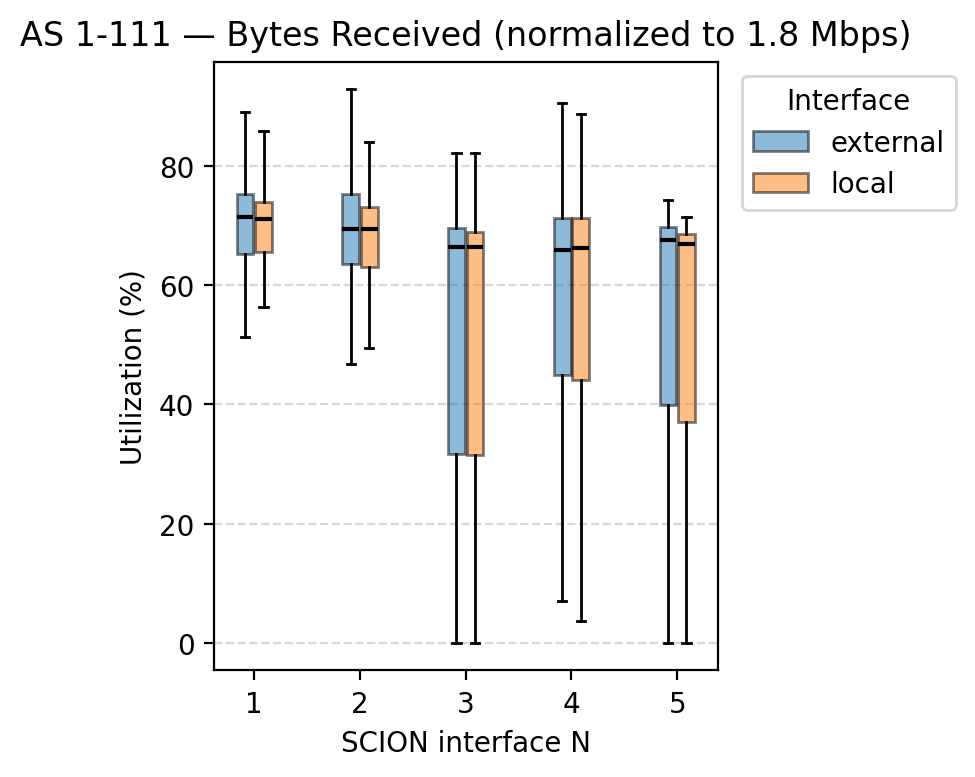 AS 1-111 — Bytes Received (normalized to 1.8 Mbps)
Interface
external
local
Utilization (%)
80
60
40
20
0
1 2 3 4 5
SCION interface N